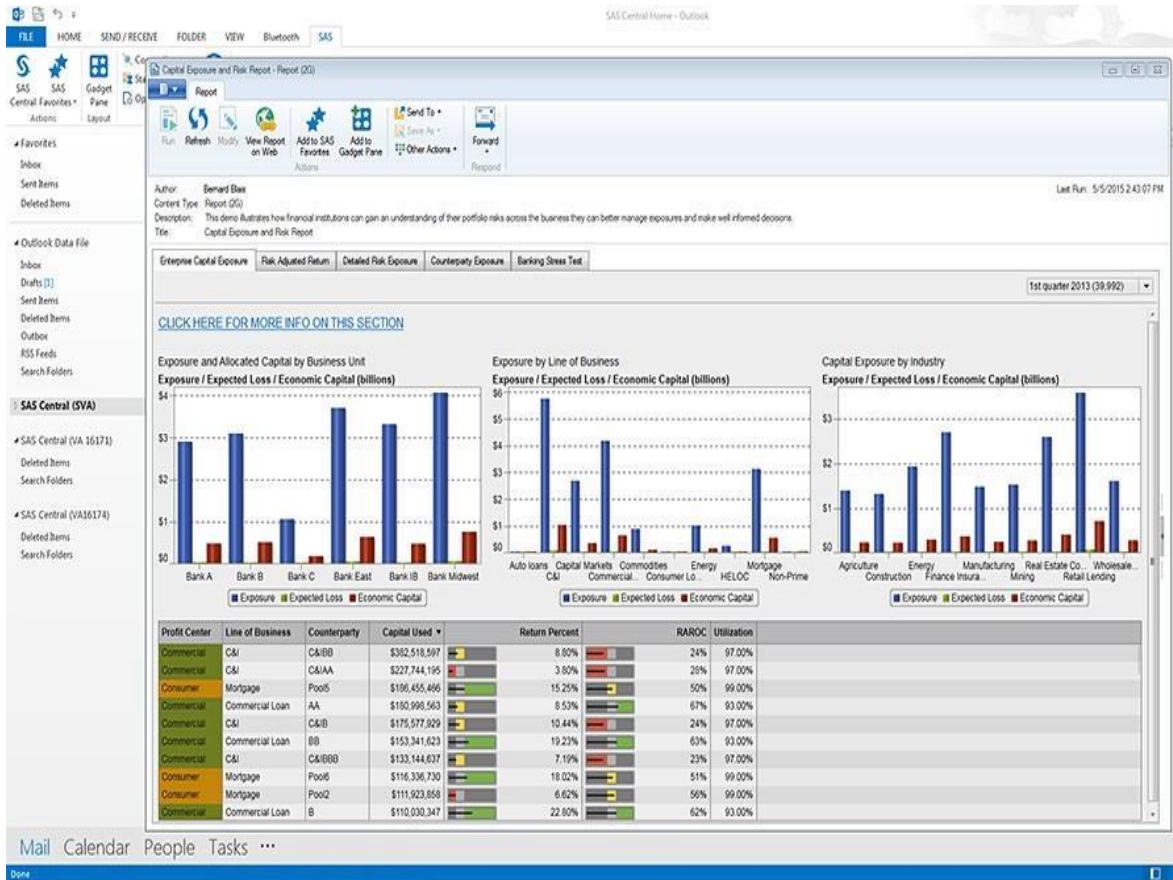 SAS Central Home - Outlook
FILE HOME SEND / RECEIVE FOLDER VIEW Bluetooth SAS
SAS Central
SAS Favorites
Gadget Pane
Actions Layout
Capital Exposure and Risk Report - Report (2G)
Report
Run
Refresh
Modify
View Report on Web
Add to SAS Favorites
Add to Gadget Pane
Send To
Save As
Other Actions
Forward
Actions
Respond
Favorites
Inbox
Sent Items
Deleted Items
Outlook Data File
Inbox
Drafts [1]
Sent Items
Deleted Items
Outbox
RSS Feeds
Search Folders
SAS Central (SVA)
SAS Central (VA 16171)
Deleted Items
Search Folders
SAS Central (VA16174)
Deleted Items
Search Folders
Author: Bernard Blais
Last Run: 5/5/2015 2:43:07 PM
Content Type: Report (2G)
Description: This demo illustrates how financial institutions can gain an understanding of their portfolio risks across the business they can better manage exposures and make well informed decisions.
Title: Capital Exposure and Risk Report
Enterprise Capital Exposure Risk Adjusted Return Detailed Risk Exposure Counterparty Exposure Banking Stress Test
1st quarter 2013 (39,992)
CLICK HERE FOR MORE INFO ON THIS SECTION
Exposure and Allocated Capital by Business Unit
Exposure / Expected Loss / Economic Capital (billions)
$4
$3
$2
$1
$0
Bank A Bank B Bank C Bank East Bank IB Bank Midwest
Exposure Expected Loss Economic Capital
Exposure by Line of Business
Exposure / Expected Loss / Economic Capital (billions)
$6
$5
$4
$3
$2
$1
$0
Auto loans Capital Markets Commodities Energy Mortgage
C&I Commercial... Consumer Lo... HELOC Non-Prime
Exposure Expected Loss Economic Capital
Capital Exposure by Industry
Exposure / Expected Loss / Economic Capital (billions)
$3
$2
$1
$0
Agriculture Energy Manufacturing Real Estate Co... Wholesale...
Construction Finance Insura... Mining Retail Lending
Exposure Expected Loss Economic Capital
Profit Center Line of Business Counterparty Capital Used Return Percent RAROC Utilization
Commercial C&I C&IBB $382,518,597 8.80% 24% 97.00%
Commercial C&I C&IAA $227,744,195 3.80% 28% 97.00%
Consumer Mortgage Pool5 $186,455,466 15.25% 50% 99.00%
Commercial Commercial Loan AA $180,998,563 8.53% 67% 93.00%
Commercial C&I C&IB $175,577,929 10.44% 24% 97.00%
Commercial Commercial Loan BB $153,341,623 19.23% 63% 93.00%
Commercial C&I C&IBBB $133,144,637 7.19% 23% 97.00%
Consumer Mortgage Pool6 $116,336,730 18.02% 51% 99.00%
Consumer Mortgage Pool2 $111,923,858 6.62% 56% 99.00%
Commercial Commercial Loan B $110,030,347 22.80% 62% 93.00%
Mail Calendar People Tasks ...
Done